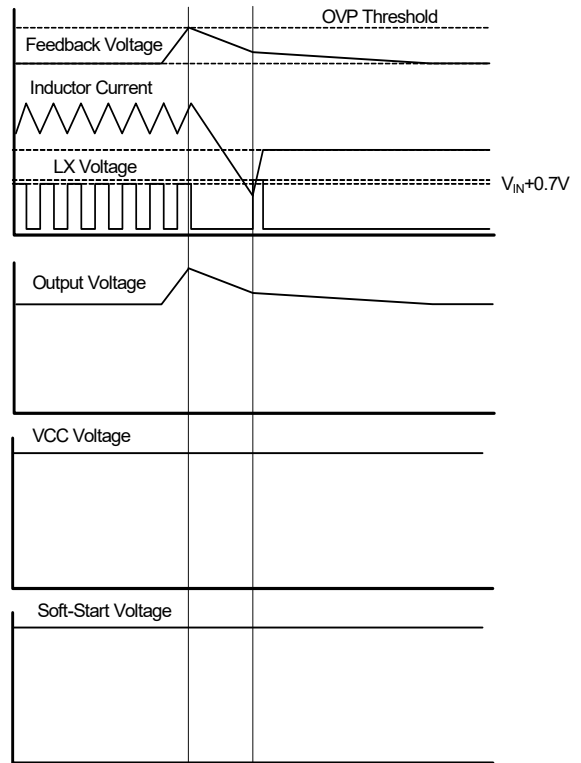 OVP Threshold
Feedback Voltage
Inductor Current
LX Voltage
VIN+0.7V
Output Voltage
VCC Voltage
Soft-Start Voltage